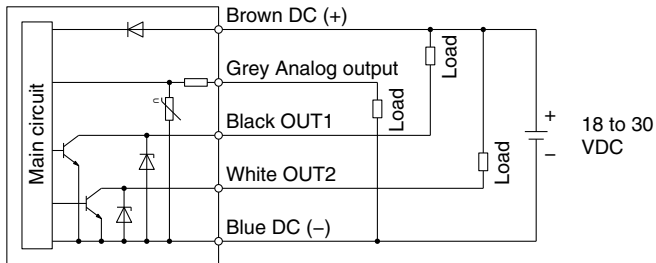 Brown DC (+)
Load
Grey Analog output
Load
Main circuit
U
Black OUT1
+
18 to 30
VDC
−
Load
White OUT2
Blue DC (−)